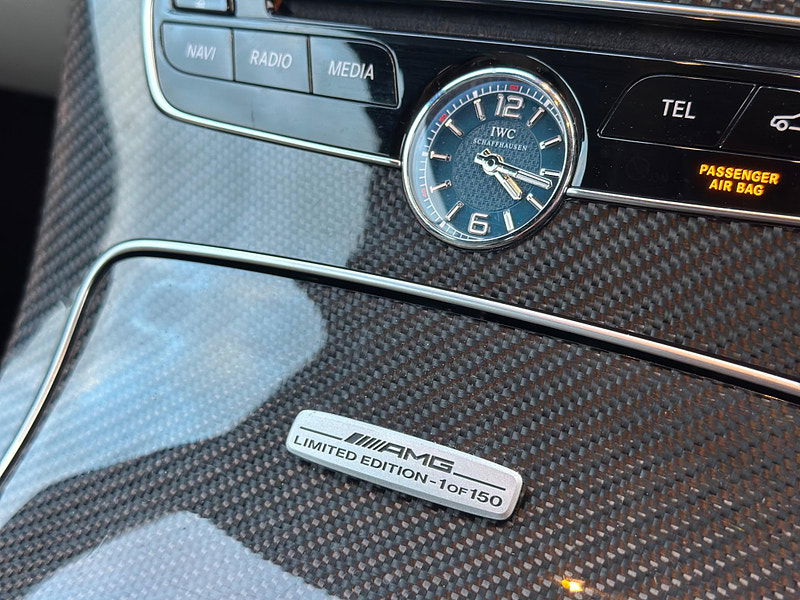 NAVI
RADIO
MEDIA
12
IWC
SCHAFFHAUSEN
6
TEL
PASSENGER
AIR BAG
AMG
LIMITED EDITION - 1 OF 150